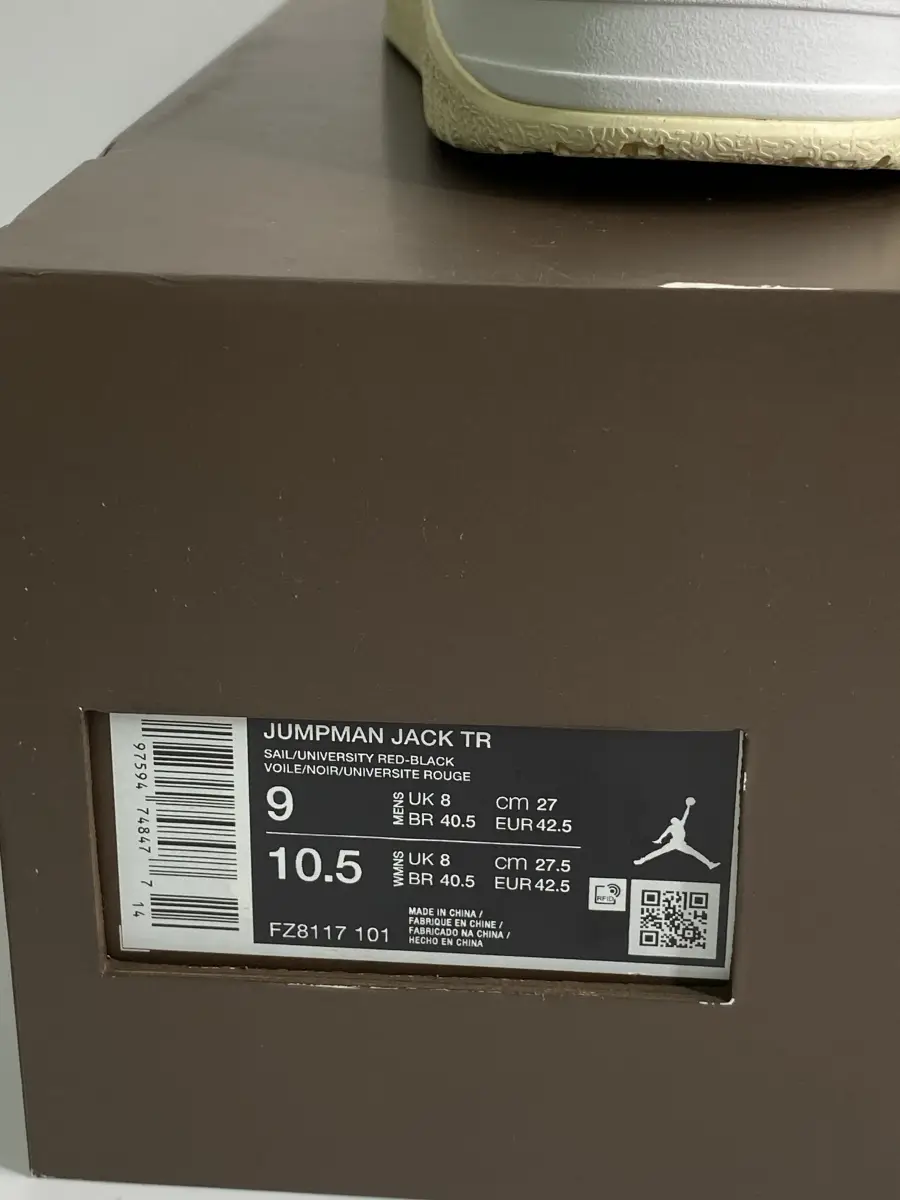 JUMPMAN JACK TR
SAIL/UNIVERSITY RED-BLACK
VOILE/NOIR/UNIVERSITE ROUGE
9
MENS
UK 8 cm 27
BR 40.5 EUR 42.5
10.5
WMNS
UK 8 cm 27.5
BR 40.5 EUR 42.5
FZ8117 101
MADE IN CHINA /
FABRIQUE EN CHINE /
FABRICADO NA CHINA /
HECHO EN CHINA
RFID
97594 74847 7 14